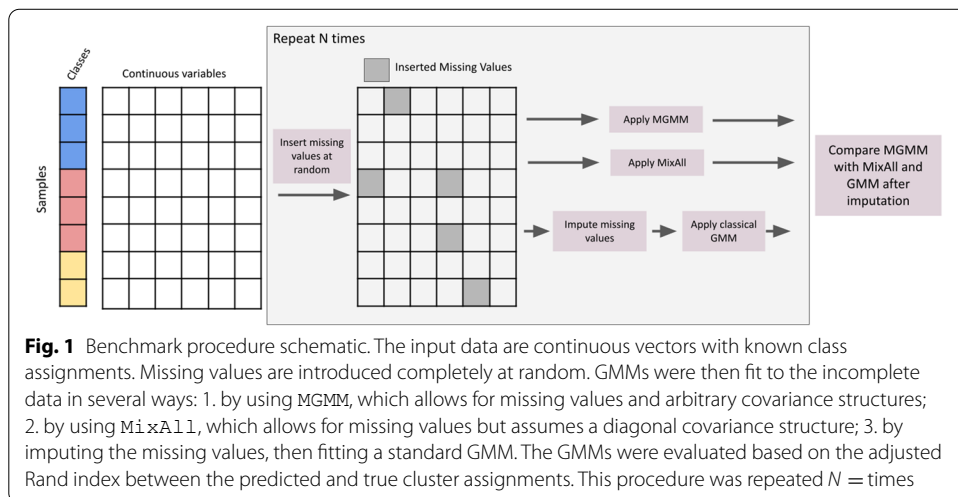 Repeat N times
Classes
Continuous variables
Inserted Missing Values
Samples
Insert missing
values at
random
Apply MGMM
Apply MixAll
Impute missing
values
Apply classical
GMM
Compare MGMM
with MixAll and
GMM after
imputation
Fig. 1 Benchmark procedure schematic. The input data are continuous vectors with known class
assignments. Missing values are introduced completely at random. GMMs were then fit to the incomplete
data in several ways: 1. by using MGMM, which allows for missing values and arbitrary covariance structures;
2. by using MixAll, which allows for missing values but assumes a diagonal covariance structure; 3. by
imputing the missing values, then fitting a standard GMM. The GMMs were evaluated based on the adjusted
Rand index between the predicted and true cluster assignments. This procedure was repeated N = times